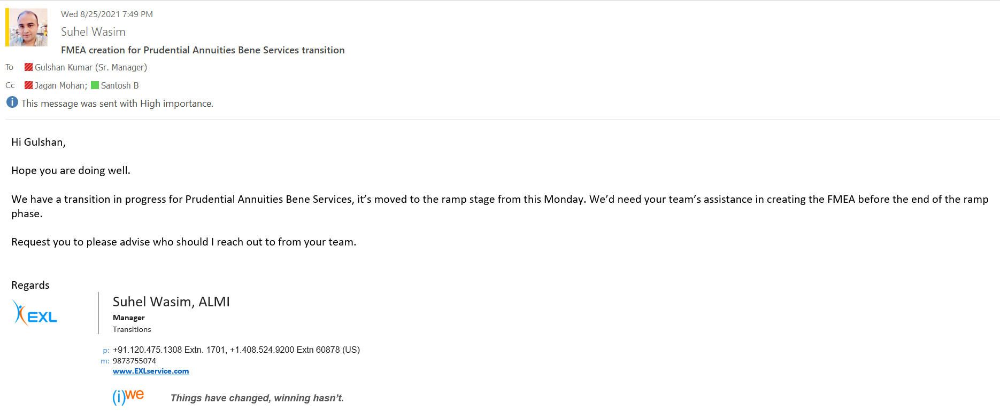 Wed 8/25/2021 7:49 PM
Suhel Wasim
FMEA creation for Prudential Annuities Bene Services transition
To Gulshan Kumar (Sr. Manager)
Cc Jagan Mohan; Santosh B
i This message was sent with High importance.
Hi Gulshan,
Hope you are doing well.
We have a transition in progress for Prudential Annuities Bene Services, it’s moved to the ramp stage from this Monday. We’d need your team’s assistance in creating the FMEA before the end of the ramp
phase.
Request you to please advise who should I reach out to from your team.
Regards
EXL
Suhel Wasim, ALMI
Manager
Transitions
p: +91.120.475.1308 Extn. 1701, +1.408.524.9200 Extn 60878 (US)
m: 9873755074
www.EXLservice.com
(i)we Things have changed, winning hasn’t.